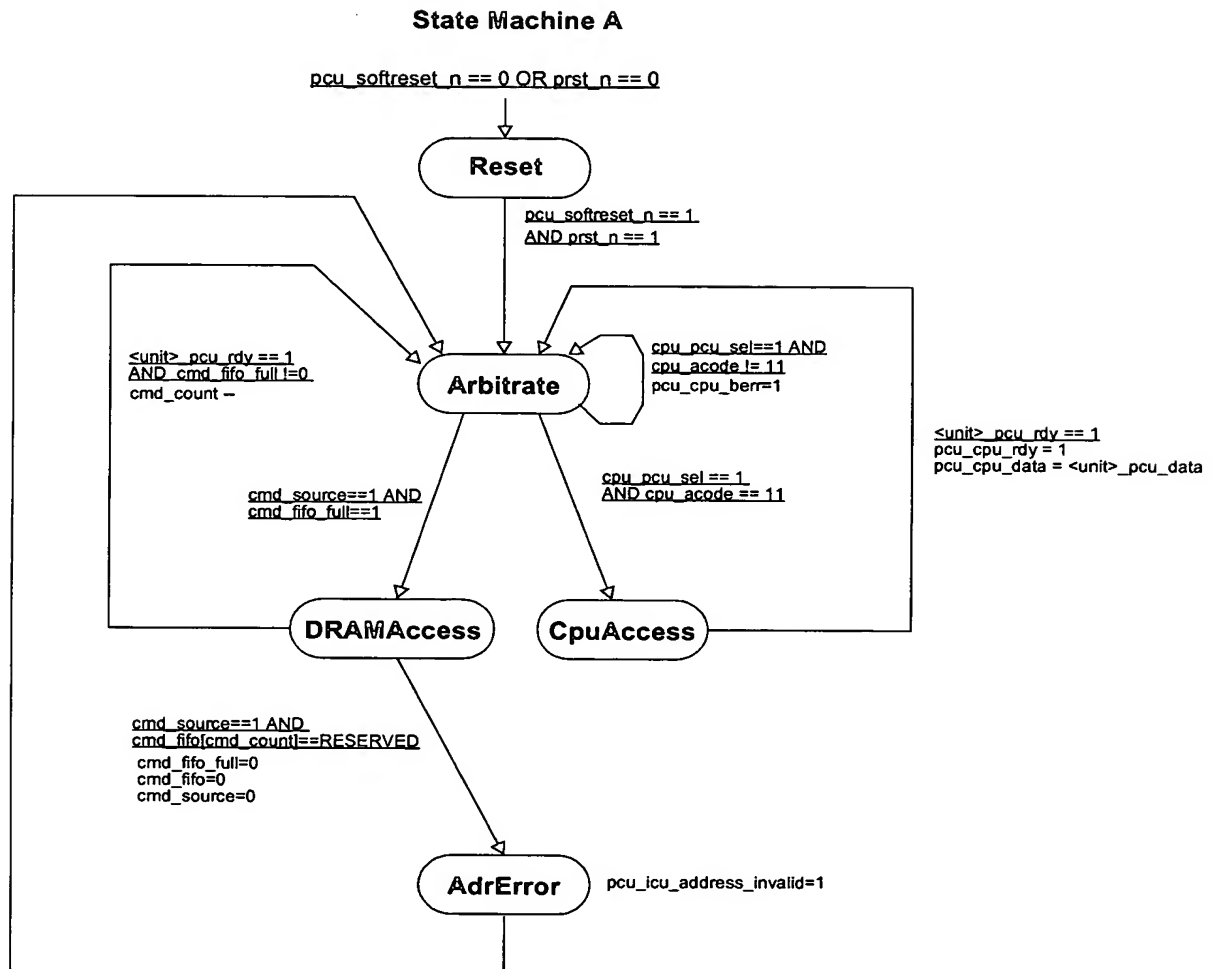 State Machine A
pcu_softreset_n == 0 OR prst_n == 0
Reset
pcu_softreset_n == 1
AND prst_n == 1
<unit>_pcu_rdy == 1
AND cmd_fifo_full !=0
cmd_count --
Arbitrate
cpu_pcu_sel==1 AND
cpu_acode != 11
pcu_cpu_berr=1
<unit>_pcu_rdy == 1
pcu_cpu_rdy = 1
pcu_cpu_data = <unit>_pcu_data
cmd_source==1 AND
cmd_fifo_full==1
cpu_pcu_sel == 1
AND cpu_acode == 11
DRAMAccess
CpuAccess
cmd_source==1 AND
cmd_fifo[cmd_count]==RESERVED
cmd_fifo_full=0
cmd_fifo=0
cmd_source=0
AdrError
pcu_icu_address_invalid=1